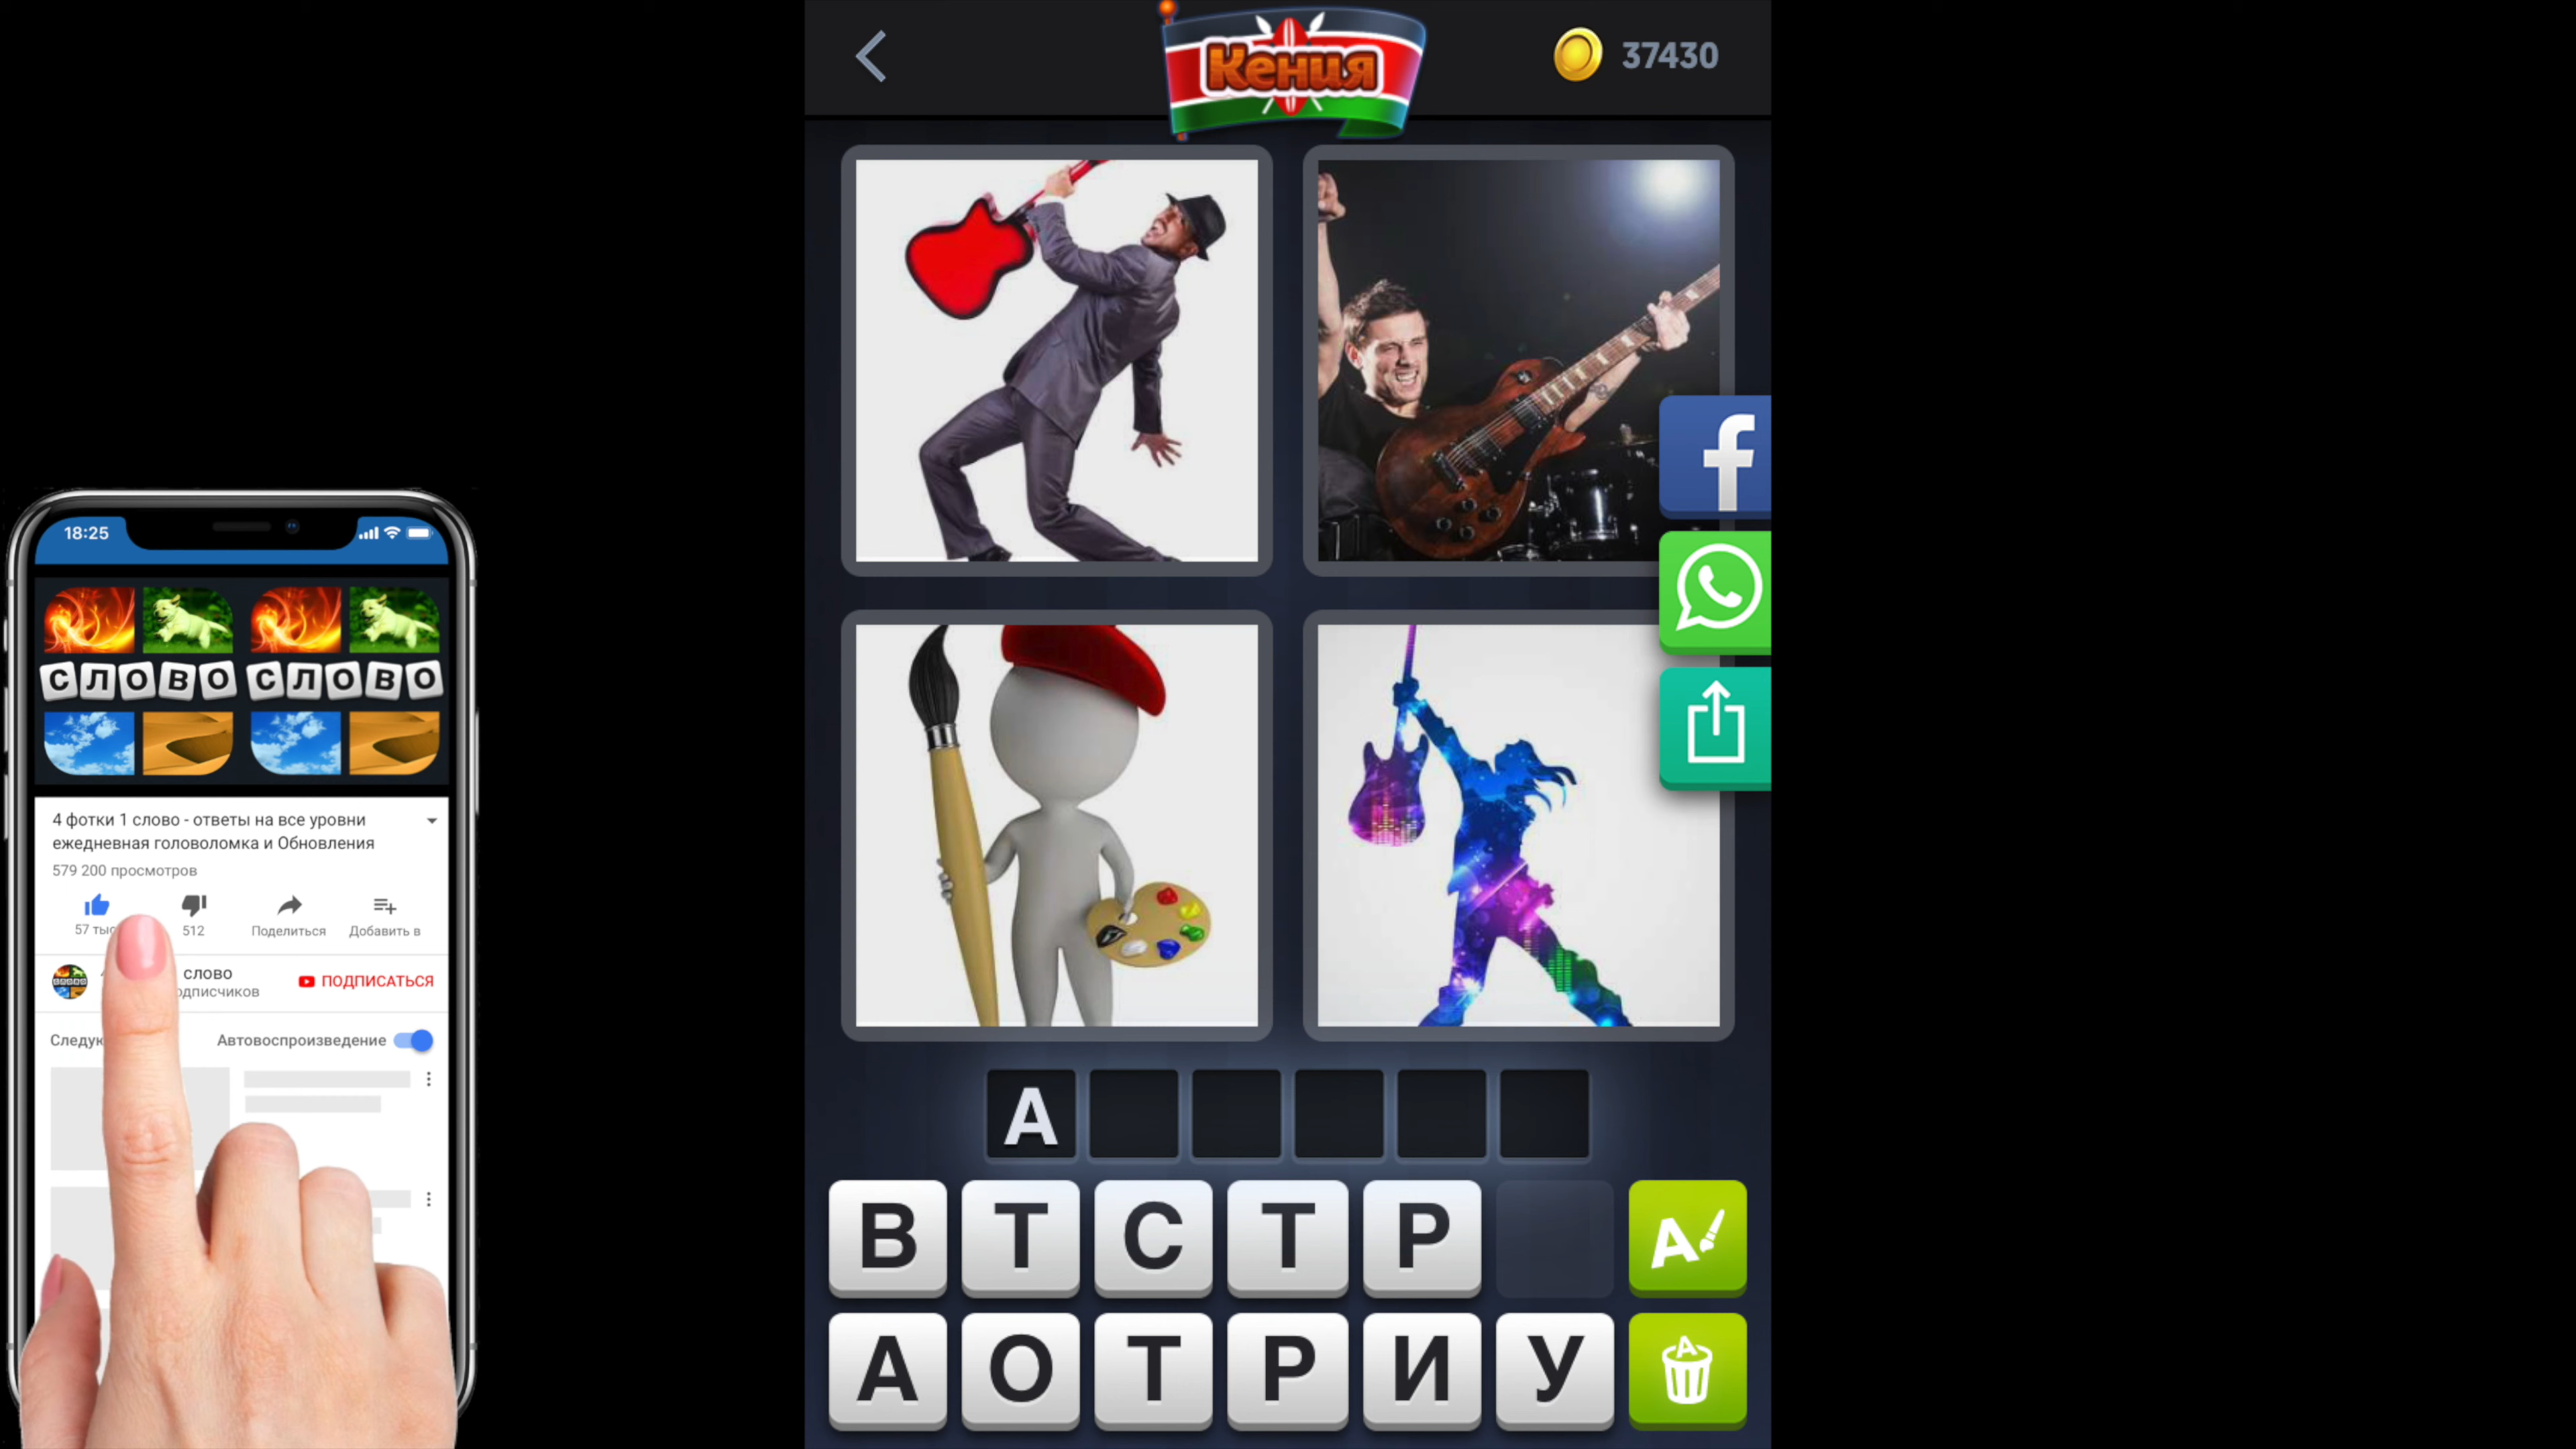 Кения
37430
18:25
СЛОВО СЛОВО
4 фотки 1 слово - ответы на все уровни
ежедневная головоломка и Обновления
579 200 просмотров
57 512 Поделиться Добавить в
слово
ПОДПИСАТЬСЯ
Автовоспроизведение
А
В Т С Т Р
А О Т Р И У